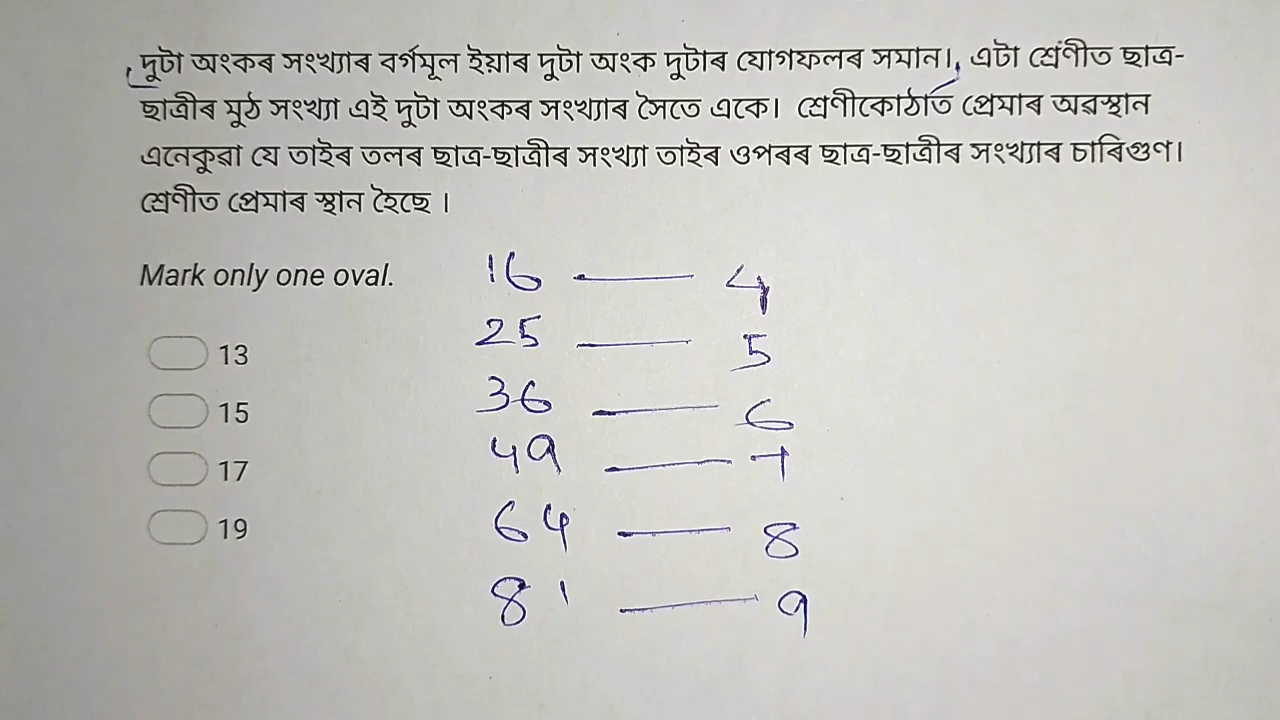 দুটা অংকৰ সংখ্যাৰ বৰ্গমূল ইয়াৰ দুটা অংক দুটাৰ যোগফলৰ সমান। এটা শ্ৰেণীত ছাত্ৰ-
ছাত্ৰীৰ মুঠ সংখ্যা এই দুটা অংকৰ সংখ্যাৰ সৈতে একে। শ্ৰেণীকোঠাত প্ৰেমাৰ অৱস্থান
এনেকুৱা যে তাইৰ তলৰ ছাত্ৰ-ছাত্ৰীৰ সংখ্যা তাইৰ ওপৰৰ ছাত্ৰ-ছাত্ৰীৰ সংখ্যাৰ চাৰিগুণ।
শ্ৰেণীত প্ৰেমাৰ স্থান হৈছে ।
Mark only one oval.
13
15
17
19
16 — 4
25 — 5
36 — 6
49 — 7
64 — 8
81 — 9